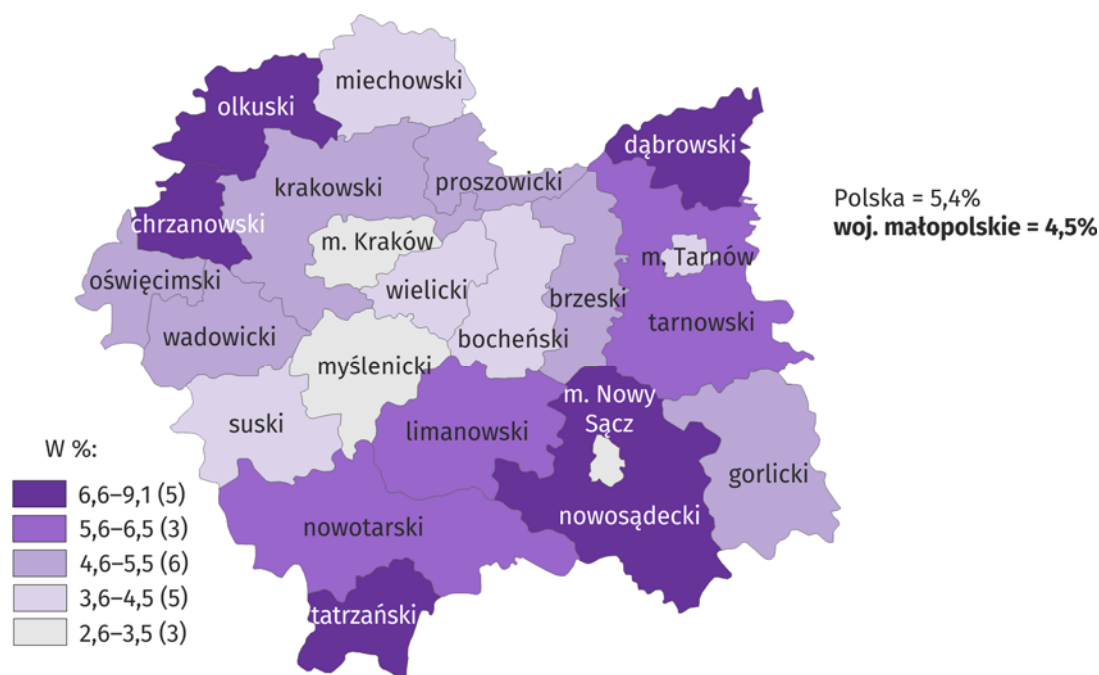 miechowski
olkuski
dąbrowski
proszowicki
krakowski
Polska = 5,4%
woj. małopolskie = 4,5%
chrzanowski
m. Kraków
m. Tarnów
oświęcimski
wielicki
brzeski
tarnowski
wadowicki
bocheński
myślenicki
m. Nowy
Sącz
suski
limanowski
gorlicki
nowosądecki
nowotarski
tatrzański
W %:
6,6–9,1 (5)
5,6–6,5 (3)
4,6–5,5 (6)
3,6–4,5 (5)
2,6–3,5 (3)